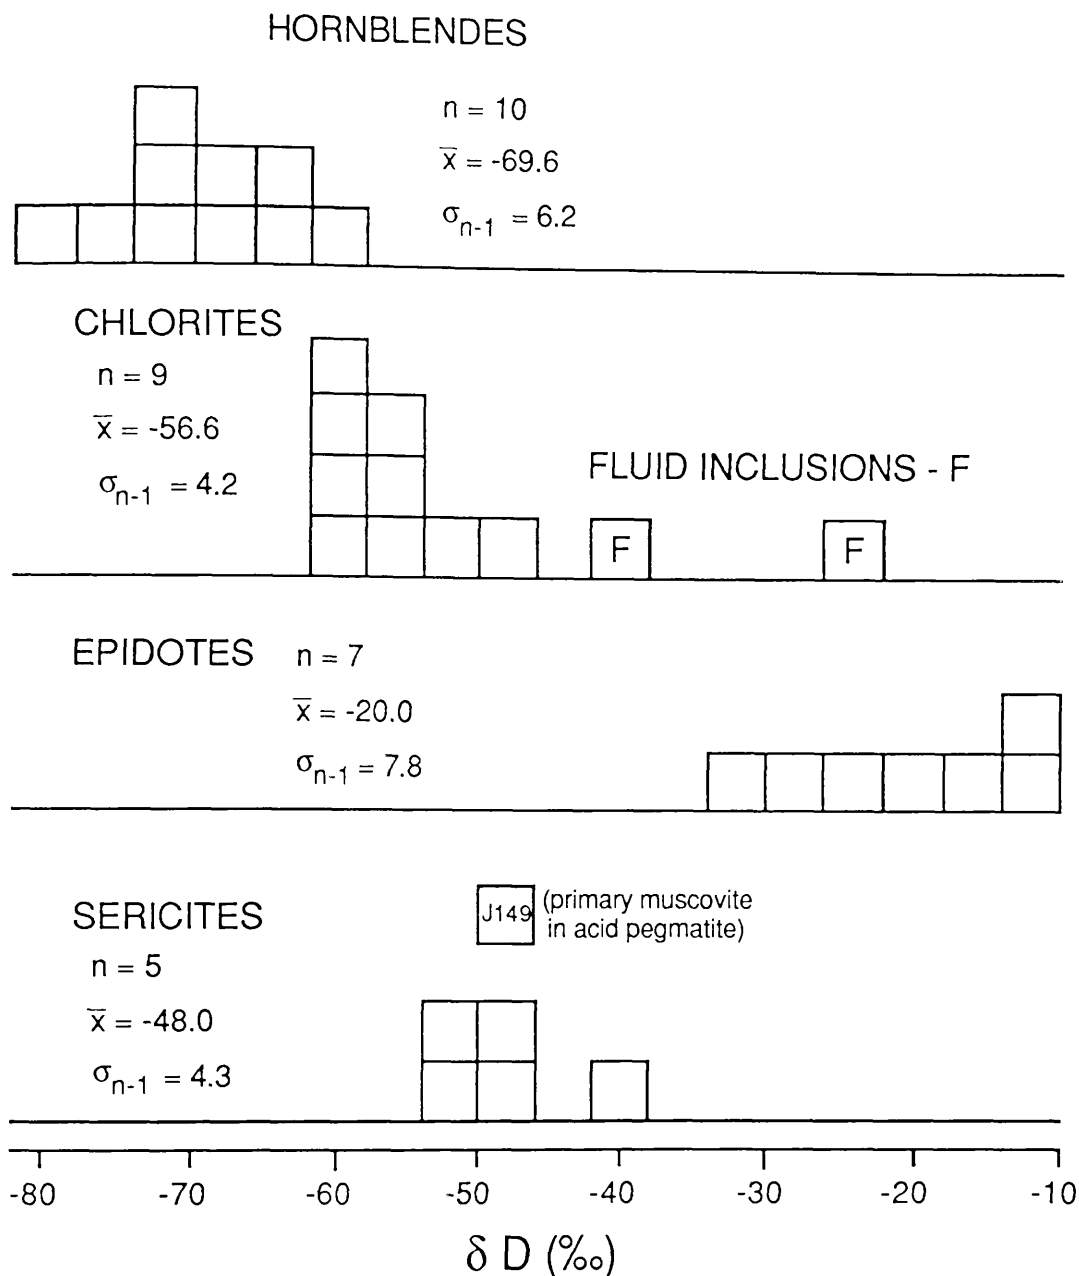 HORNBLENDES
n = 10
x̅ = -69.6
σn-1 = 6.2
CHLORITES
n = 9
x̅ = -56.6
σn-1 = 4.2
FLUID INCLUSIONS - F
F F
EPIDOTES n = 7
x̅ = -20.0
σn-1 = 7.8
SERICITES
n = 5
x̅ = -48.0
σn-1 = 4.3
J149 (primary muscovite
in acid pegmatite)
-80 -70 -60 -50 -40 -30 -20 -10
δ D (‰)